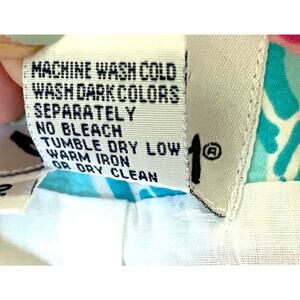 MACHINE WASH COLD
WASH DARK COLORS
SEPARATELY
NO BLEACH
TUMBLE DRY LOW
WARM IRON
OR DRY CLEAN
®